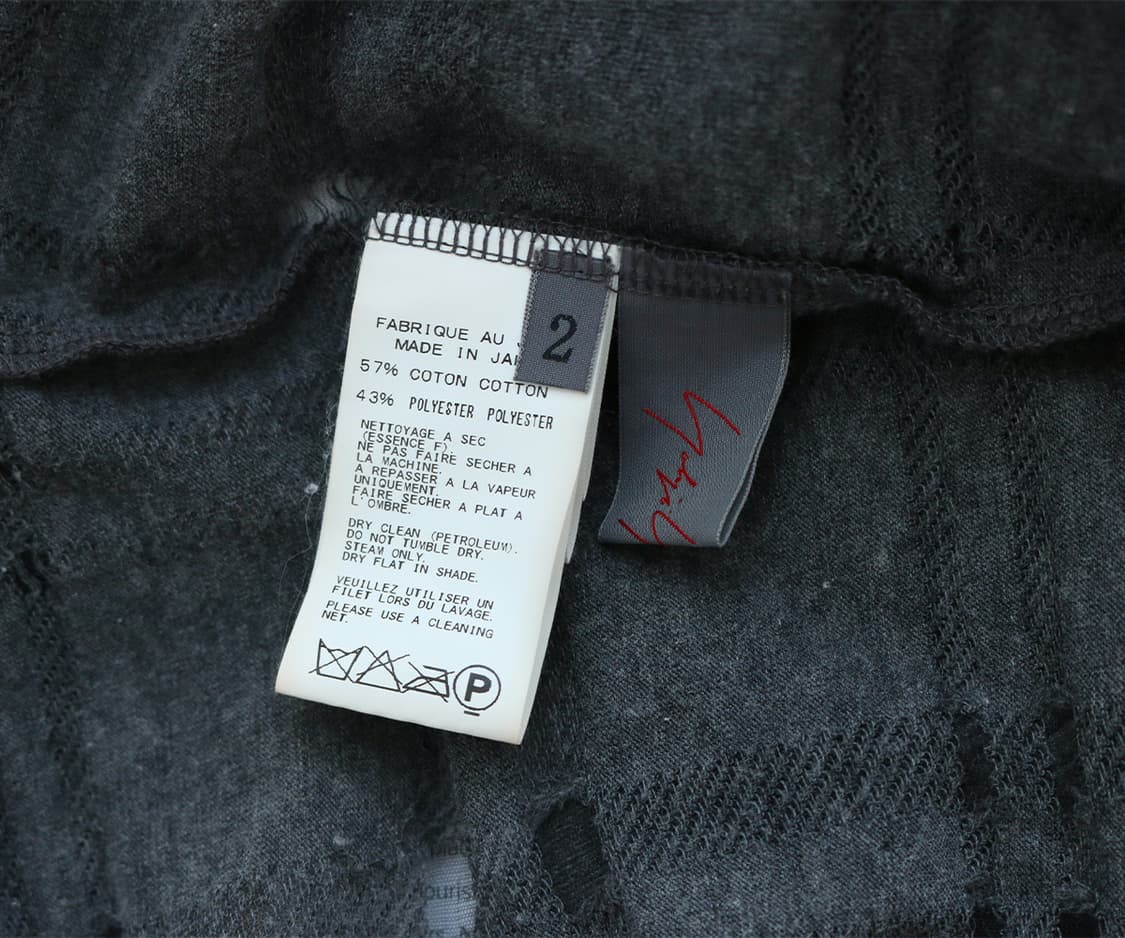 FABRIQUE AU
MADE IN JAP
57% COTON COTTON
43% POLYESTER POLYESTER
NETTOYAGE A SEC
(ESSENCE F).
NE PAS FAIRE SECHER A
LA MACHINE.
A REPASSER A LA VAPEUR
UNIQUEMENT.
FAIRE SECHER A PLAT A
L'OMBRE.
DRY CLEAN (PETROLEUM).
DO NOT TUMBLE DRY.
STEAM ONLY.
DRY FLAT IN SHADE.
VEUILLEZ UTILISER UN
FILET LORS DU LAVAGE.
PLEASE USE A CLEANING
NET.
P
2